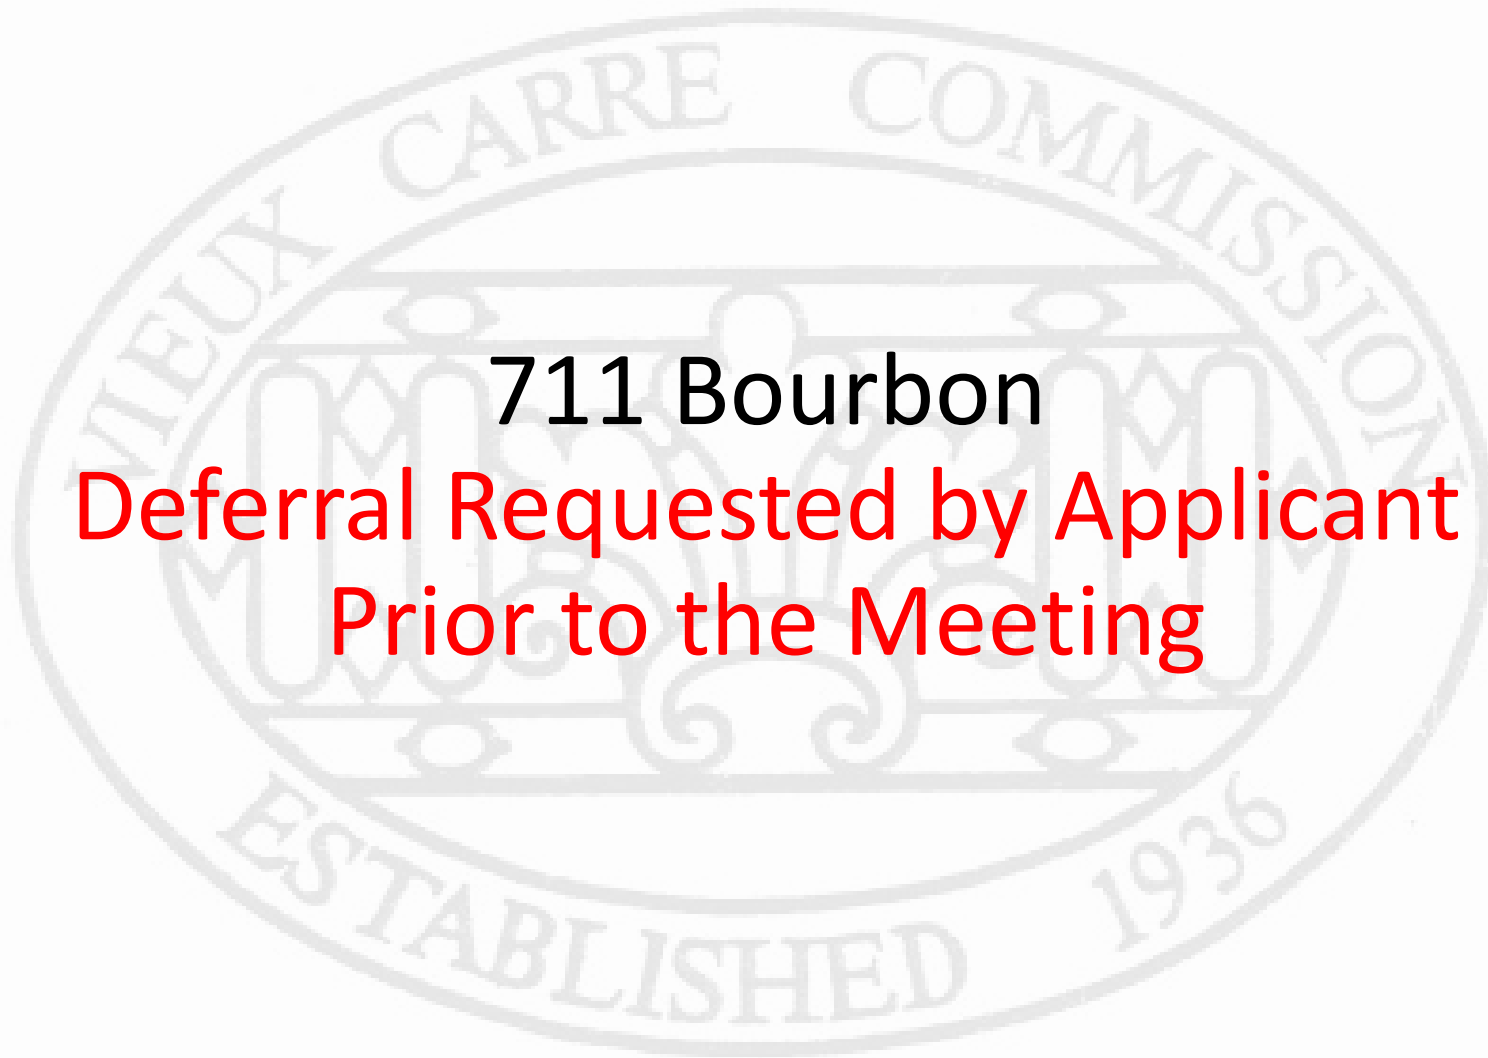 VIEUX CARRE COMMISSION
711 Bourbon
Deferral Requested by Applicant
Prior to the Meeting
ESTABLISHED 1936